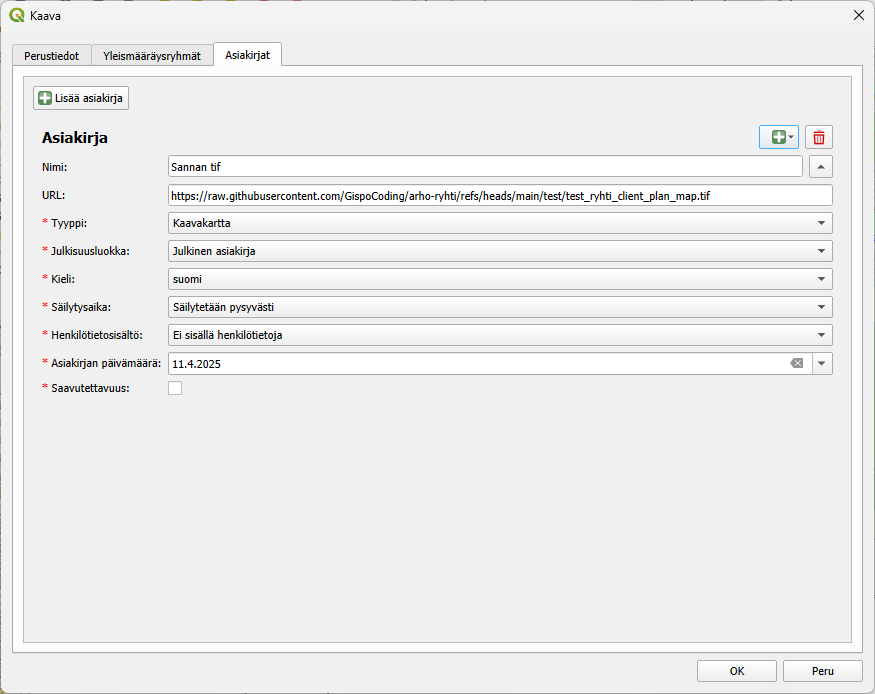 Kaava
Perustiedot Yleismääräysryhmät Asiakirjat
Lisää asiakirja
Asiakirja
Nimi: Sannan tif
URL: https://raw.githubusercontent.com/GispoCoding/arho-ryhti/refs/heads/main/test/test_ryhti_client_plan_map.tif
* Tyyppi: Kaavakartta
* Julkisuusluokka: Julkinen asiakirja
* Kieli: suomi
* Säilytysaika: Säilytetään pysyvästi
* Henkilötietosisältö: Ei sisällä henkilötietoja
* Asiakirjan päivämäärä: 11.4.2025
* Saavutettavuus:
OK Peru